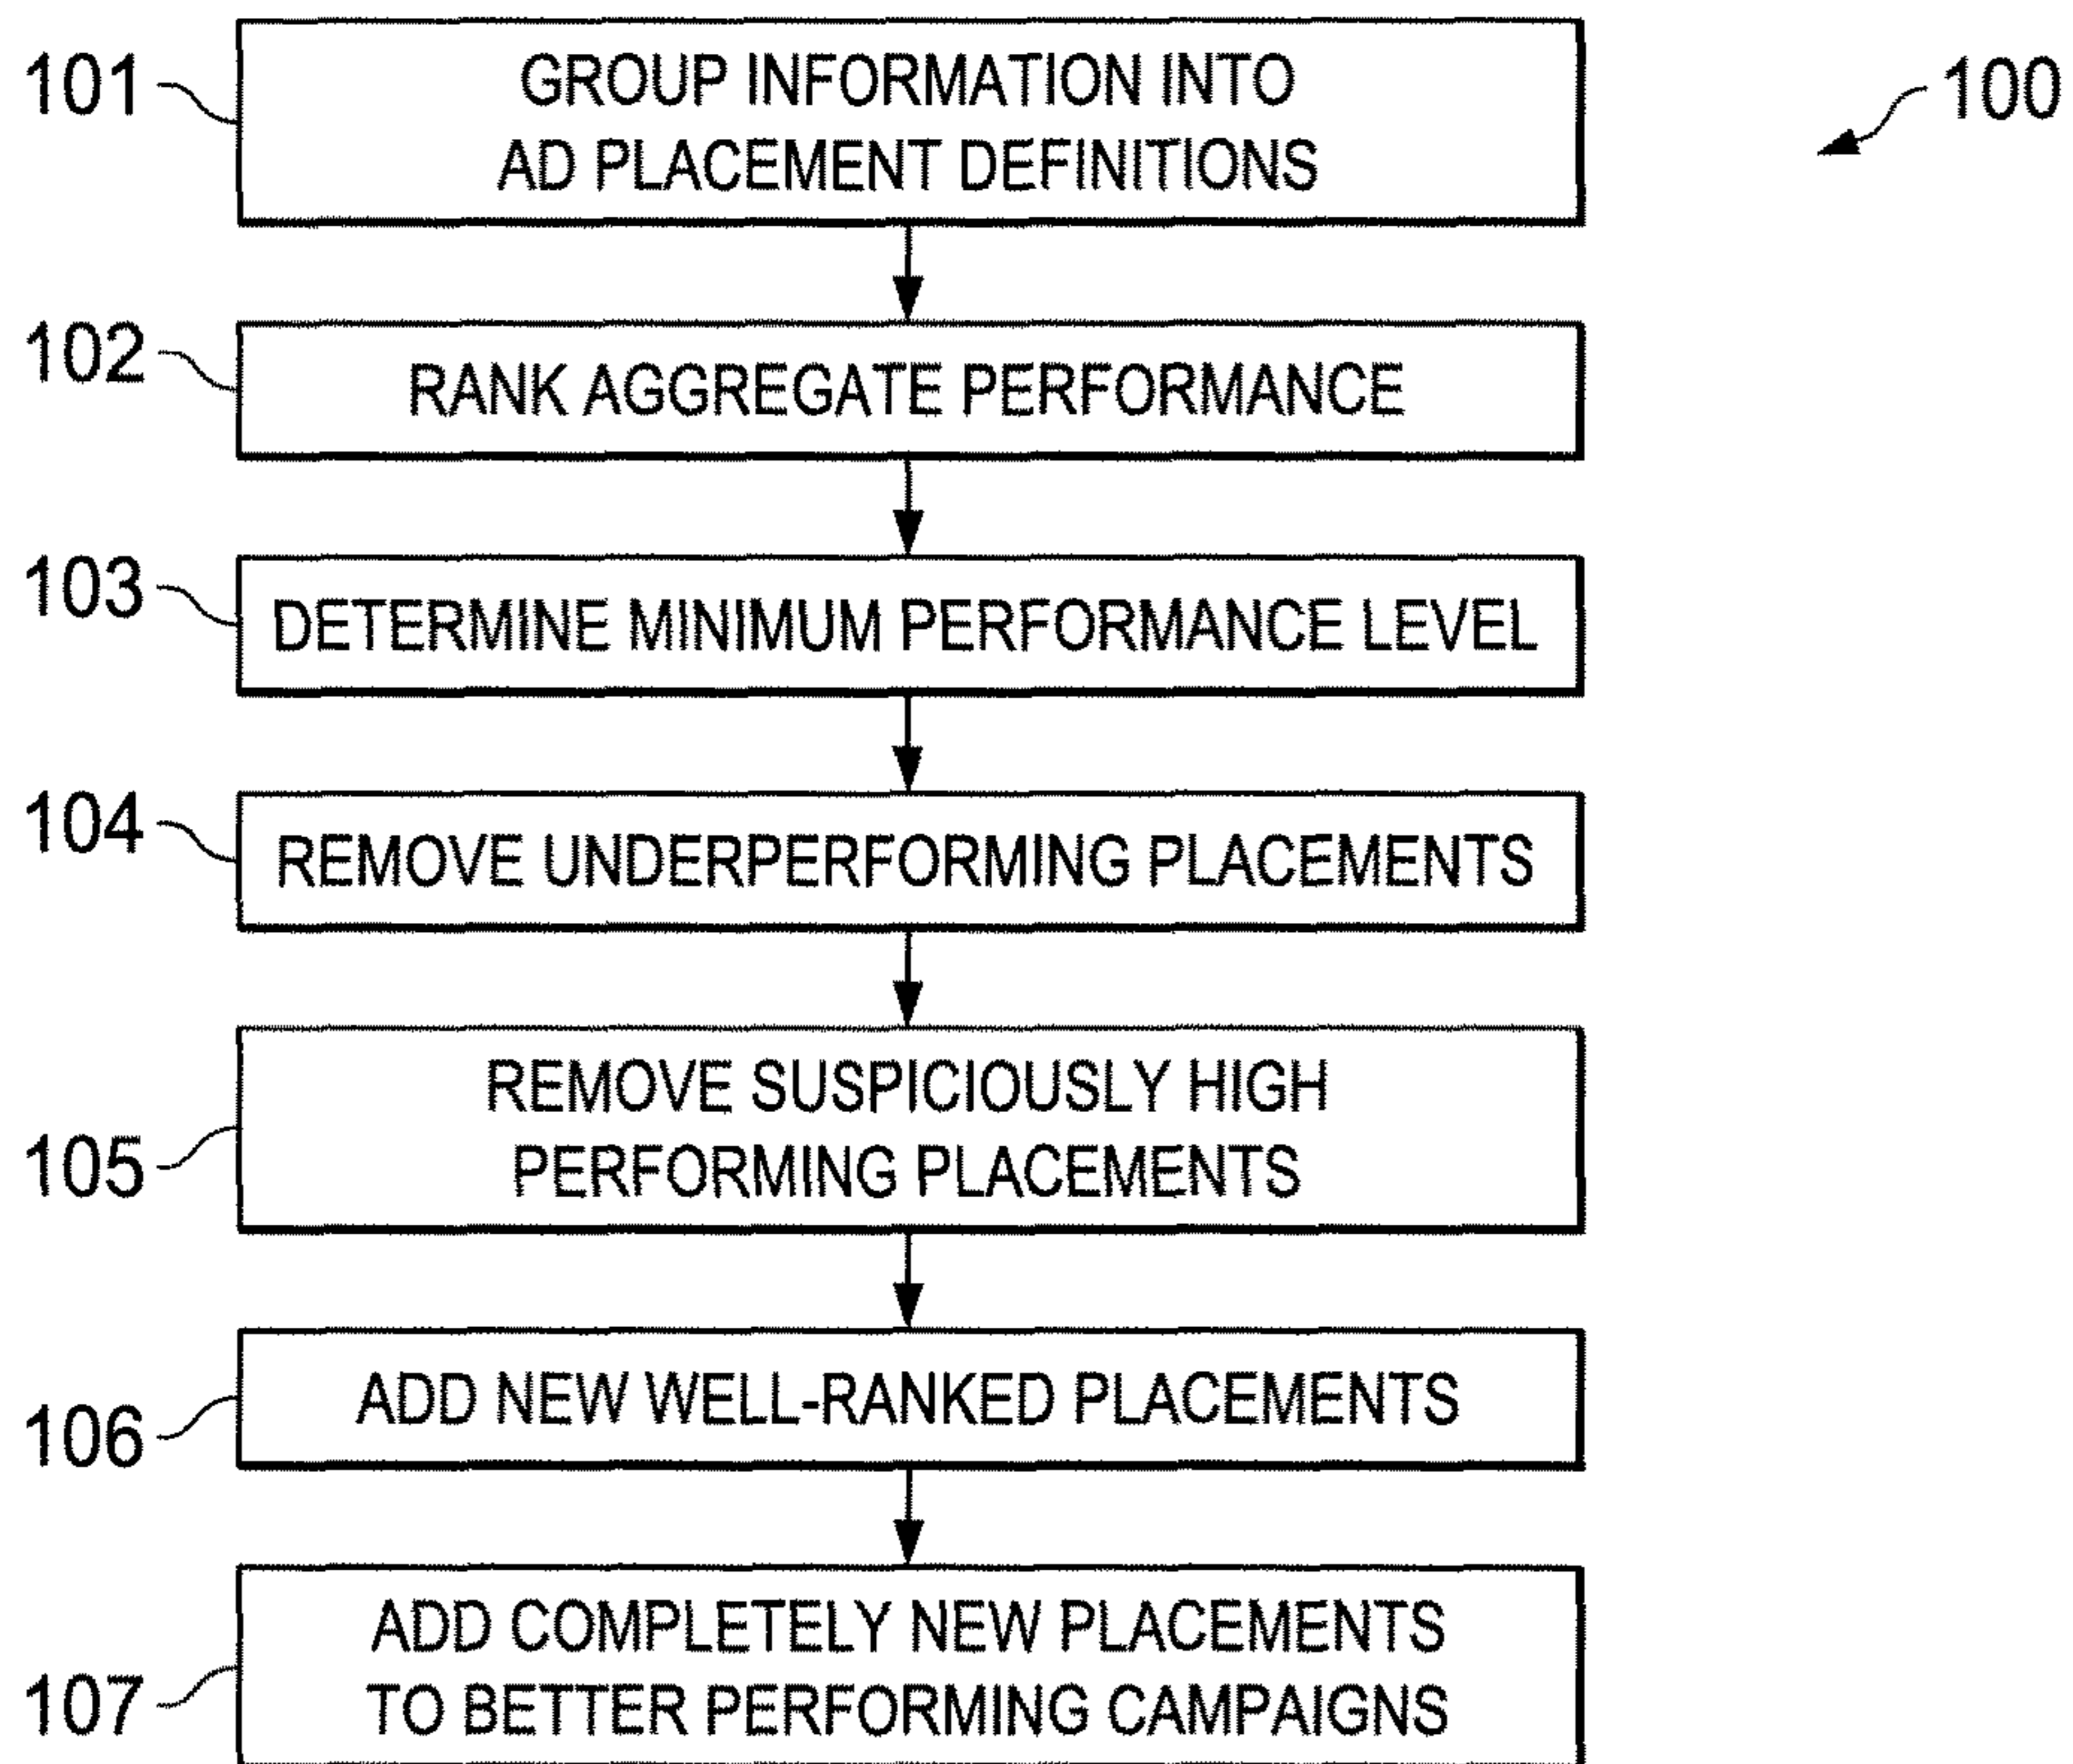 101
GROUP INFORMATION INTO
AD PLACEMENT DEFINITIONS
100
102
RANK AGGREGATE PERFORMANCE
103
DETERMINE MINIMUM PERFORMANCE LEVEL
104
REMOVE UNDERPERFORMING PLACEMENTS
105
REMOVE SUSPICIOUSLY HIGH
PERFORMING PLACEMENTS
106
ADD NEW WELL-RANKED PLACEMENTS
107
ADD COMPLETELY NEW PLACEMENTS
TO BETTER PERFORMING CAMPAIGNS